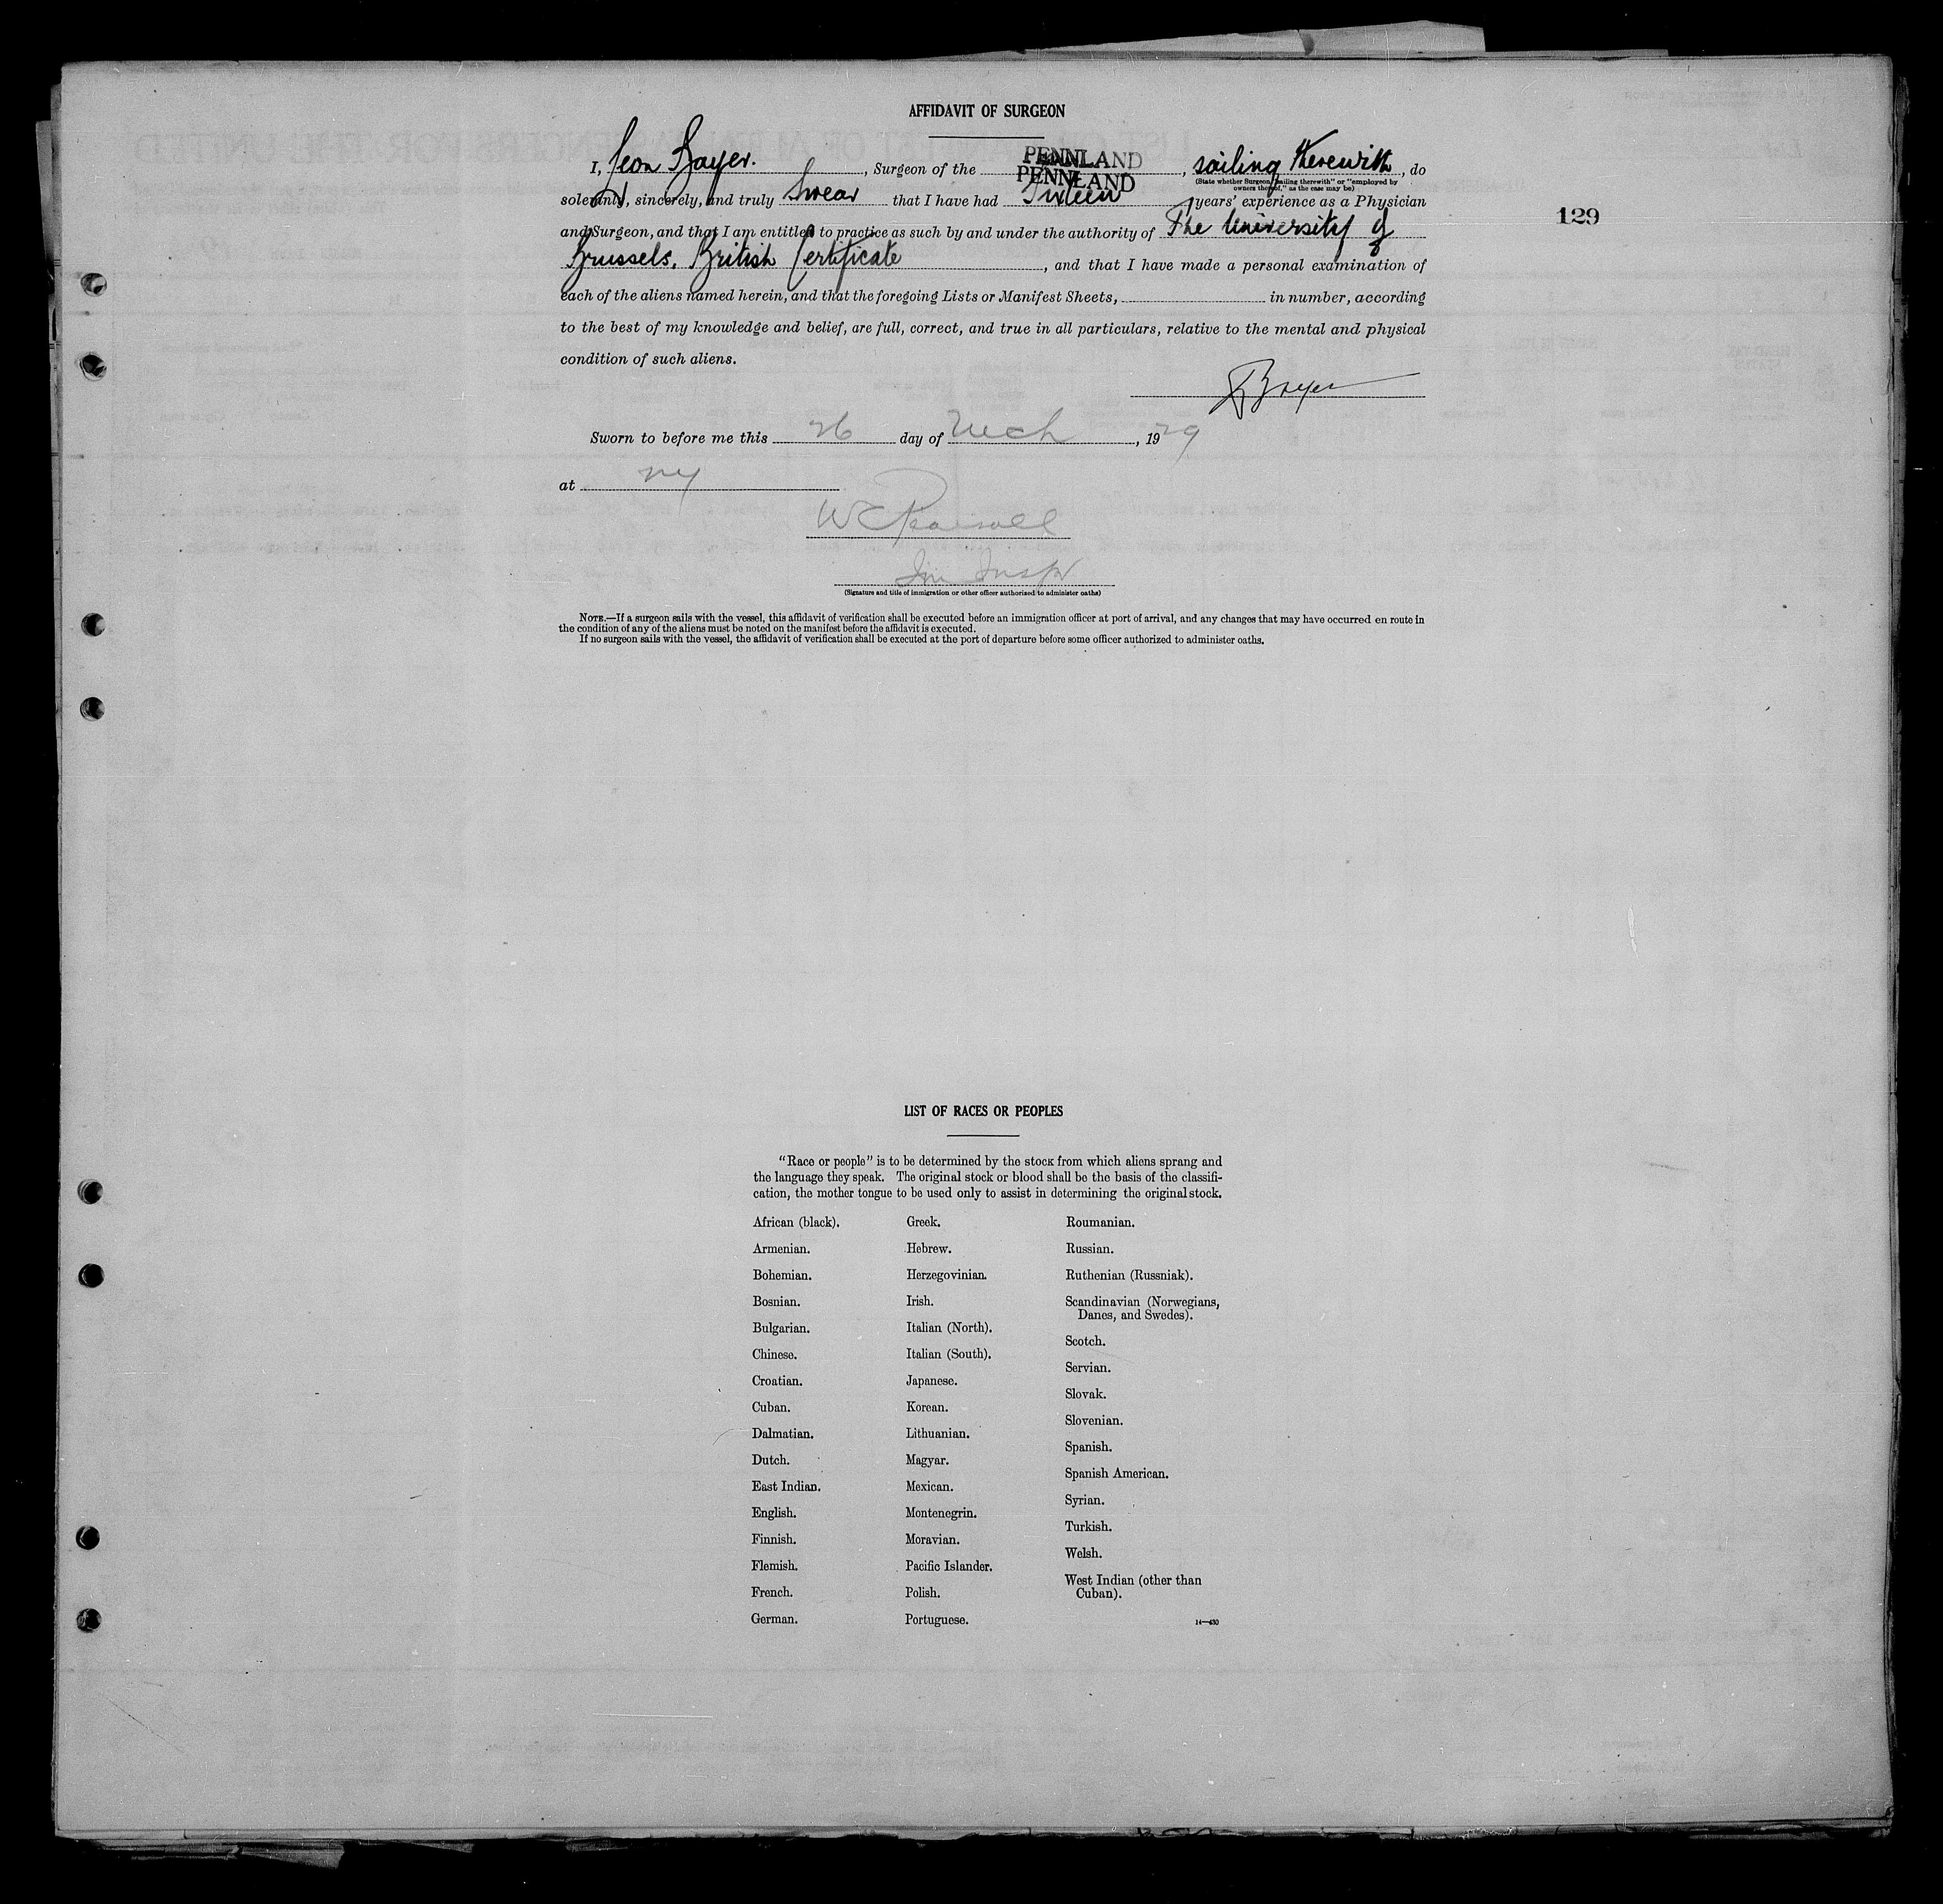 AFFIDAVIT OF SURGEON
I, Leon Bayer. , Surgeon of the PENNLAND PENNLAND , sailing therewith , do
(State whether Surgeon "sailing therewith" or "employed by
owners thereof," as the case may be)
solemnly, sincerely, and truly swear that I have had years' experience as a Physician
129
and Surgeon, and that I am entitled to practice as such by and under the authority of The University of
Brussels. British Certificate , and that I have made a personal examination of
each of the aliens named herein, and that the foregoing Lists or Manifest Sheets, in number, according
to the best of my knowledge and belief, are full, correct, and true in all particulars, relative to the mental and physical
condition of such aliens.
LBayer
Sworn to before me this 26 day of Mch , 1929
at NY
W C Pearsall
Im Inspr
(Signature and title of immigration or other officer authorized to administer oaths)
NOTE.—If a surgeon sails with the vessel, this affidavit of verification shall be executed before an immigration officer at port of arrival, and any changes that may have occurred en route in
the condition of any of the aliens must be noted on the manifest before the affidavit is executed.
If no surgeon sails with the vessel, the affidavit of verification shall be executed at the port of departure before some officer authorized to administer oaths.
LIST OF RACES OR PEOPLES
"Race or people" is to be determined by the stock from which aliens sprang and
the language they speak. The original stock or blood shall be the basis of the classifi-
cation, the mother tongue to be used only to assist in determining the original stock.
African (black).
Armenian.
Bohemian.
Bosnian.
Bulgarian.
Chinese.
Croatian.
Cuban.
Dalmatian.
Dutch.
East Indian.
English.
Finnish.
Flemish.
French.
German.
Greek.
Hebrew.
Herzegovinian.
Irish.
Italian (North).
Italian (South).
Japanese.
Korean.
Lithuanian.
Magyar.
Mexican.
Montenegrin.
Moravian.
Pacific Islander.
Polish.
Portuguese.
Roumanian.
Russian.
Ruthenian (Russniak).
Scandinavian (Norwegians,
Danes, and Swedes).
Scotch.
Servian.
Slovak.
Slovenian.
Spanish.
Spanish American.
Syrian.
Turkish.
Welsh.
West Indian (other than
Cuban).
14—430